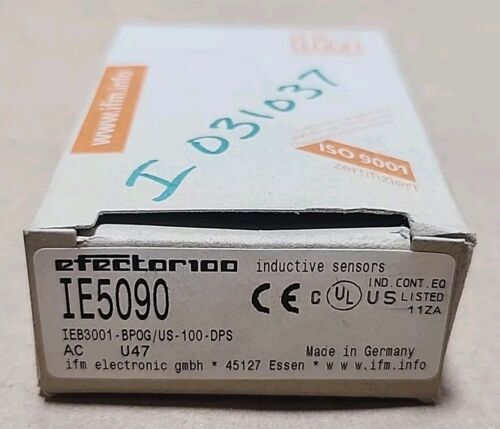 www.ifm.info
I 031037
ISO 9001
zertifiziert
efector100 inductive sensors
IE5090
CE C UL US IND. CONT. EQ
LISTED
11ZA
IEB3001-BPOG/US-100-DPS
AC U47 Made in Germany
ifm electronic gmbh * 45127 Essen * www.ifm.info